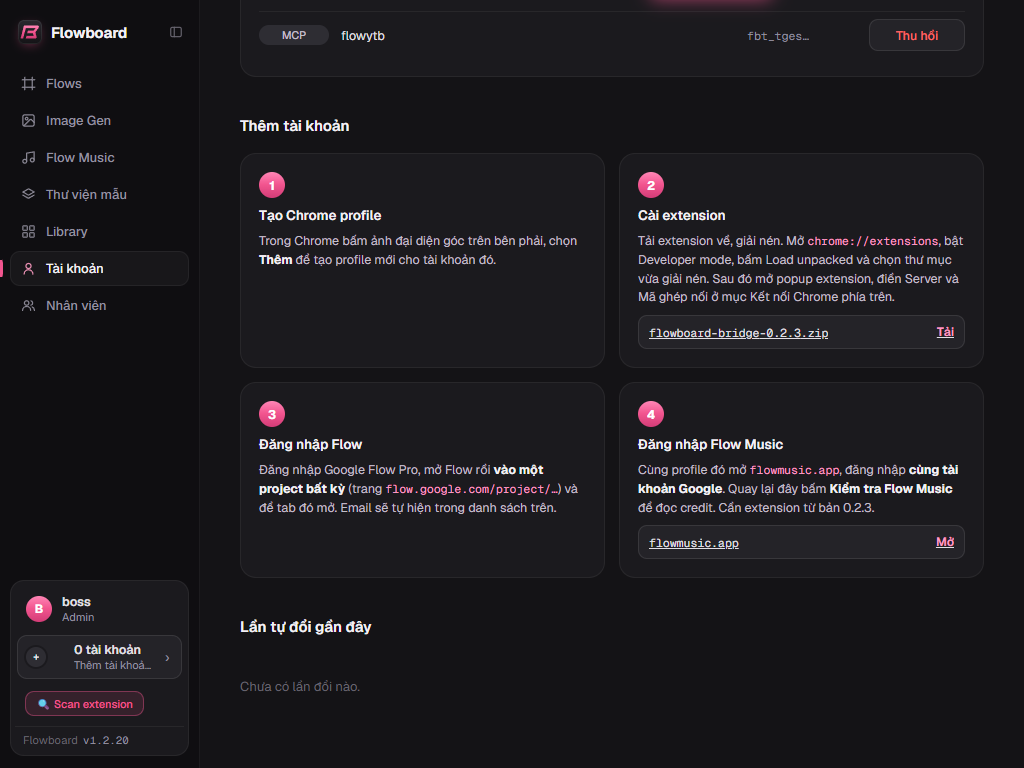 Flowboard
Flows
Image Gen
Flow Music
Thư viện mẫu
Library
Tài khoản
Nhân viên
B
boss
Admin
+
0 tài khoản
Thêm tài khoả…
›
Scan extension
Flowboard v1.2.20
MCP flowytb fbt_tges… Thu hồi
Thêm tài khoản
1
Tạo Chrome profile
Trong Chrome bấm ảnh đại diện góc trên bên phải, chọn
Thêm để tạo profile mới cho tài khoản đó.
2
Cài extension
Tải extension về, giải nén. Mở chrome://extensions, bật
Developer mode, bấm Load unpacked và chọn thư mục
vừa giải nén. Sau đó mở popup extension, điền Server và
Mã ghép nối ở mục Kết nối Chrome phía trên.
flowboard-bridge-0.2.3.zip Tải
3
Đăng nhập Flow
Đăng nhập Google Flow Pro, mở Flow rồi vào một
project bất kỳ (trang flow.google.com/project/…) và
để tab đó mở. Email sẽ tự hiện trong danh sách trên.
4
Đăng nhập Flow Music
Cùng profile đó mở flowmusic.app, đăng nhập cùng tài
khoản Google. Quay lại đây bấm Kiểm tra Flow Music
để đọc credit. Cần extension từ bản 0.2.3.
flowmusic.app Mở
Lần tự đổi gần đây
Chưa có lần đổi nào.